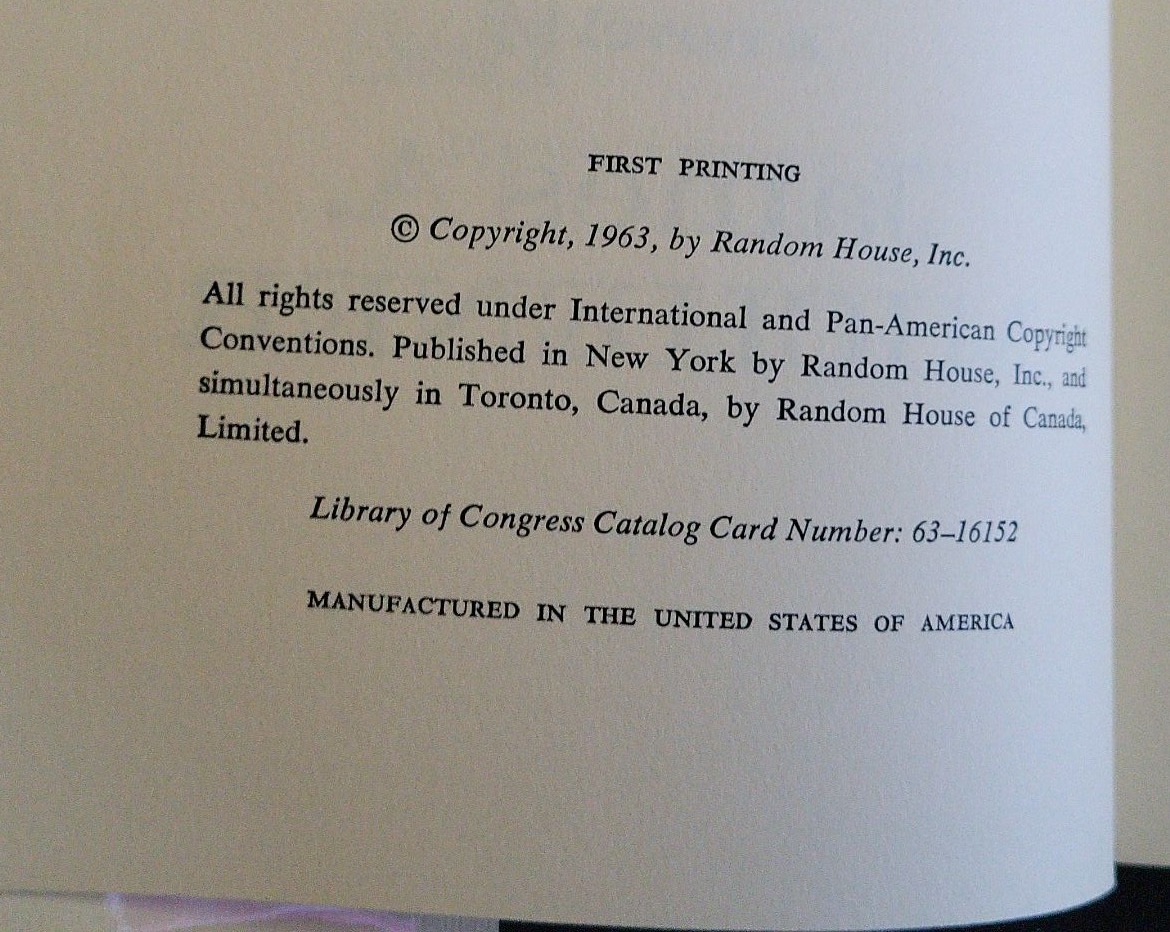 FIRST PRINTING
© Copyright, 1963, by Random House, Inc.
All rights reserved under International and Pan-American Copyright
Conventions. Published in New York by Random House, Inc., and
simultaneously in Toronto, Canada, by Random House of Canada,
Limited.
Library of Congress Catalog Card Number: 63–16152
MANUFACTURED IN THE UNITED STATES OF AMERICA